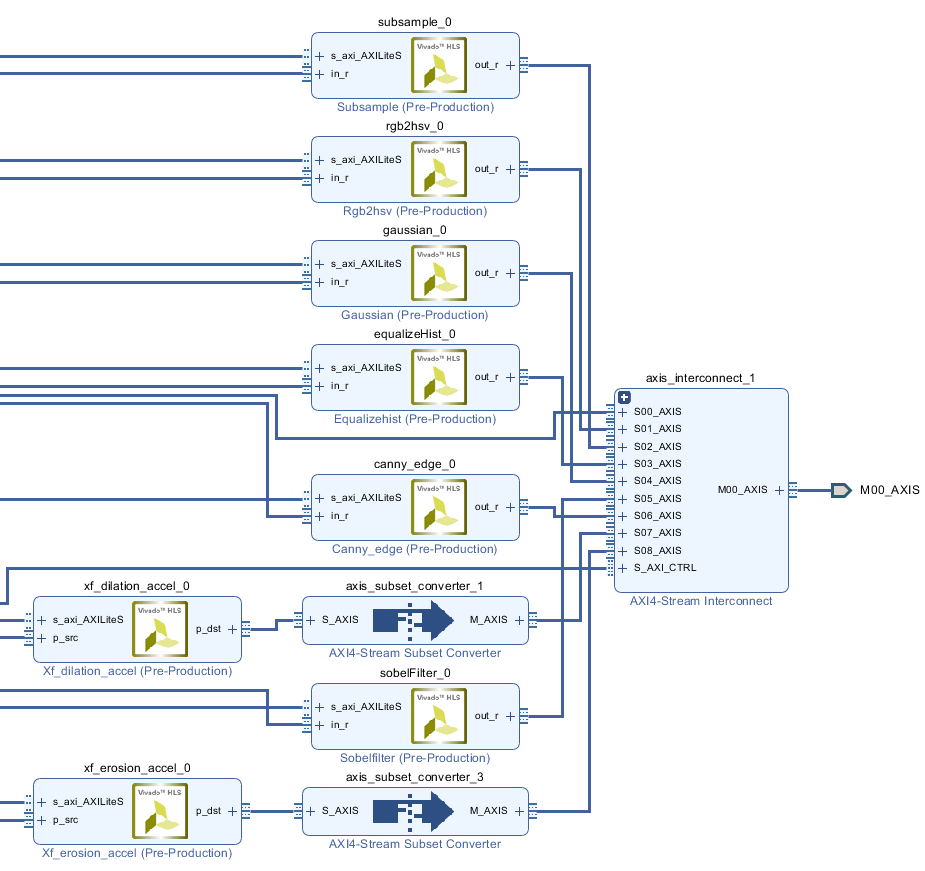 subsample_0
s_axi_AXILiteS
in_r
Vivado™ HLS
out_r
Subsample (Pre-Production)
rgb2hsv_0
s_axi_AXILiteS
in_r
Vivado™ HLS
out_r
Rgb2hsv (Pre-Production)
gaussian_0
s_axi_AXILiteS
in_r
Vivado™ HLS
out_r
Gaussian (Pre-Production)
equalizeHist_0
s_axi_AXILiteS
in_r
Vivado™ HLS
out_r
Equalizehist (Pre-Production)
canny_edge_0
s_axi_AXILiteS
in_r
Vivado™ HLS
out_r
Canny_edge (Pre-Production)
axis_interconnect_1
S00_AXIS
S01_AXIS
S02_AXIS
S03_AXIS
S04_AXIS
S05_AXIS
S06_AXIS
S07_AXIS
S08_AXIS
S_AXI_CTRL
M00_AXIS
AXI4-Stream Interconnect
M00_AXIS
xf_dilation_accel_0
s_axi_AXILiteS
p_src
Vivado™ HLS
p_dst
Xf_dilation_accel (Pre-Production)
axis_subset_converter_1
S_AXIS
M_AXIS
AXI4-Stream Subset Converter
sobelFilter_0
s_axi_AXILiteS
in_r
Vivado™ HLS
out_r
Sobelfilter (Pre-Production)
xf_erosion_accel_0
s_axi_AXILiteS
p_src
Vivado™ HLS
p_dst
Xf_erosion_accel (Pre-Production)
axis_subset_converter_3
S_AXIS
M_AXIS
AXI4-Stream Subset Converter